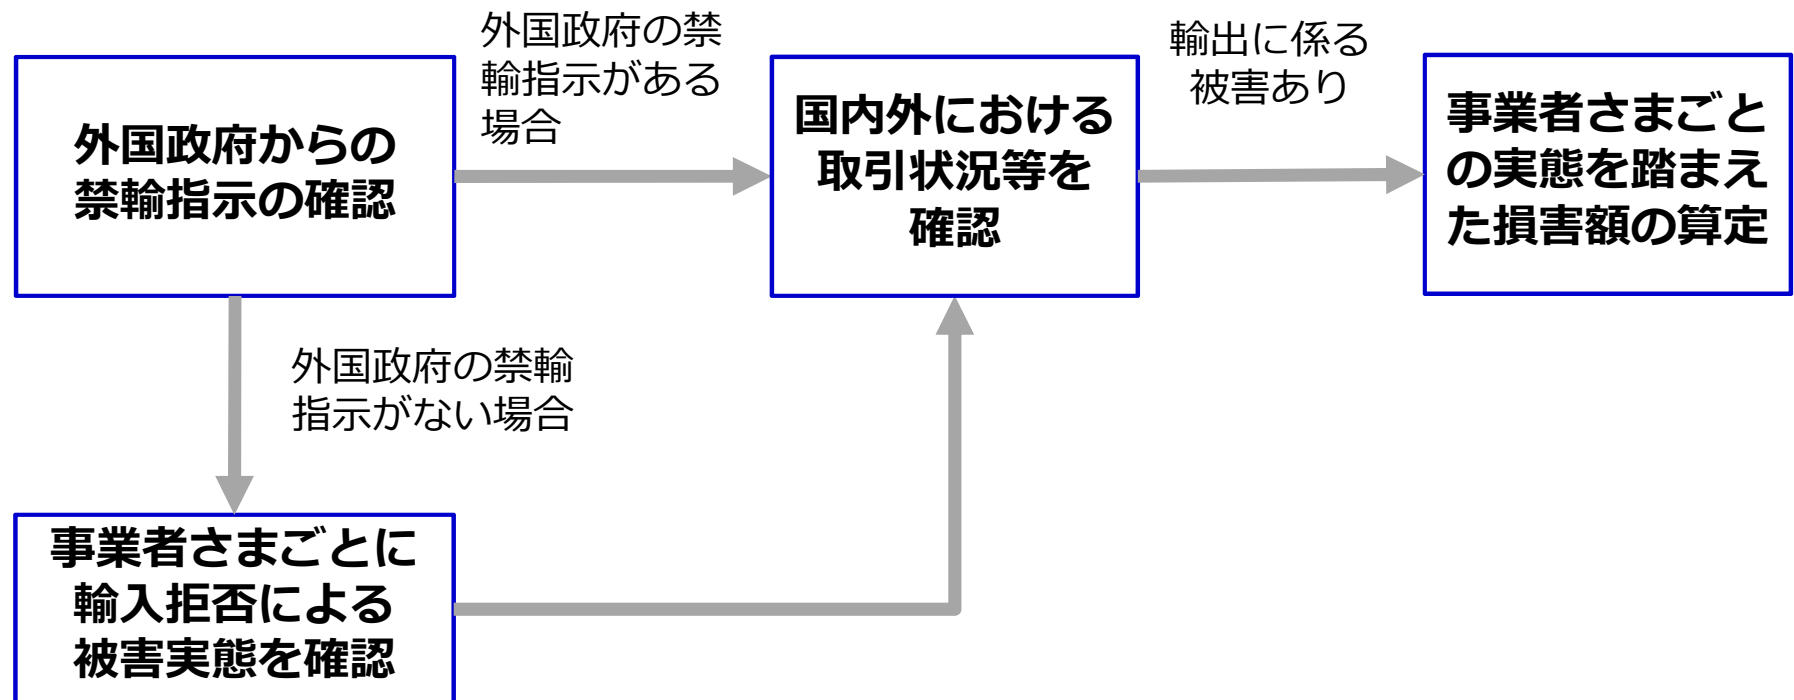 外国政府からの
禁輸指示の確認
外国政府の禁
輸指示がある
場合
国内外における
取引状況等を
確認
輸出に係る
被害あり
事業者さまごと
の実態を踏まえ
た損害額の算定
外国政府の禁輸
指示がない場合
事業者さまごとに
輸入拒否による
被害実態を確認